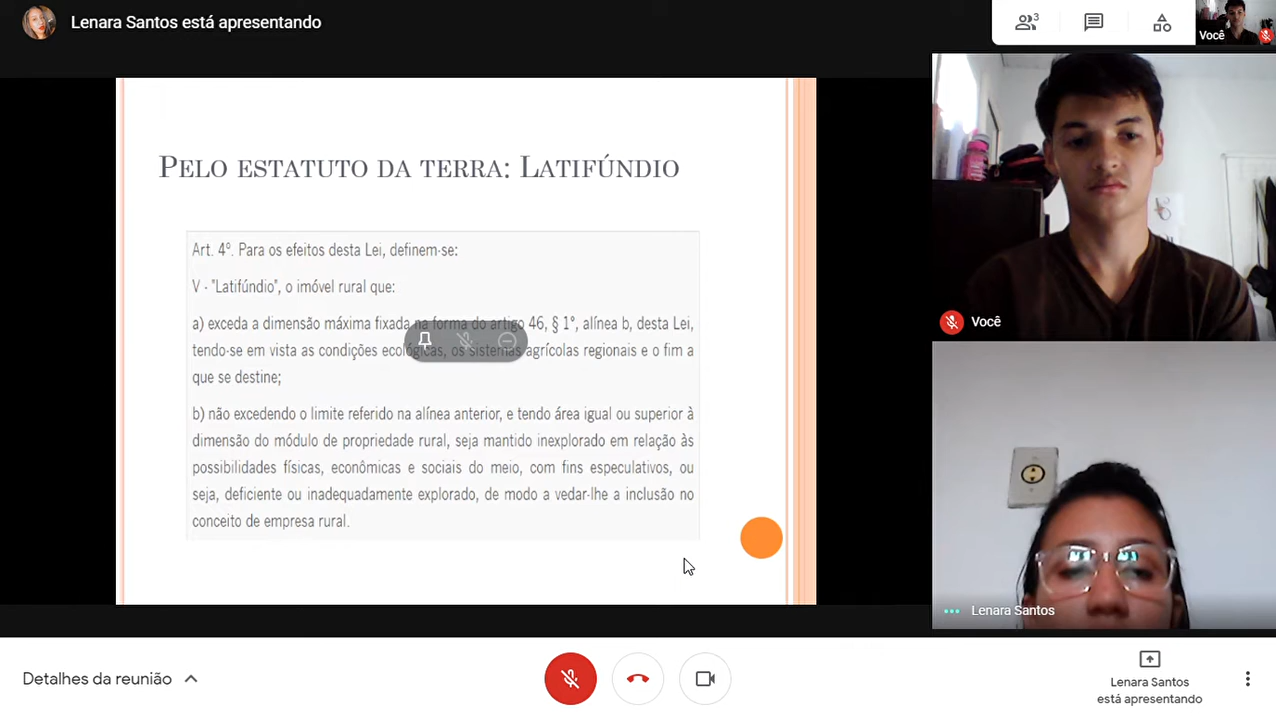 Lenara Santos está apresentando
3
Você
PELO ESTATUTO DA TERRA: LATIFÚNDIO
Art. 4º. Para os efeitos desta Lei, definem-se:
V - "Latifúndio", o imóvel rural que:
a) exceda a dimensão máxima fixada na forma do artigo 46, § 1°, alínea b, desta Lei,
tendo-se em vista as condições ecológicas, os sistemas agrícolas regionais e o fim a
que se destine;
b) não excedendo o limite referido na alínea anterior, e tendo área igual ou superior à
dimensão do módulo de propriedade rural, seja mantido inexplorado em relação às
possibilidades físicas, econômicas e sociais do meio, com fins especulativos, ou
seja, deficiente ou inadequadamente explorado, de modo a vedar-lhe a inclusão no
conceito de empresa rural.
Você
Lenara Santos
Detalhes da reunião
Lenara Santos
está apresentando